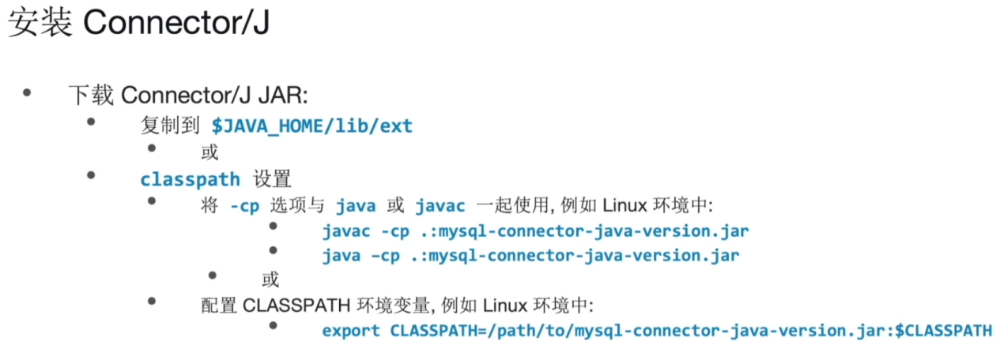 安装 Connector/J
下载 Connector/J JAR:
复制到 $JAVA_HOME/lib/ext
或
classpath 设置
将 -cp 选项与 java 或 javac 一起使用, 例如 Linux 环境中:
javac -cp .:mysql-connector-java-version.jar
java –cp .:mysql-connector-java-version.jar
或
配置 CLASSPATH 环境变量, 例如 Linux 环境中:
export CLASSPATH=/path/to/mysql-connector-java-version.jar:$CLASSPATH